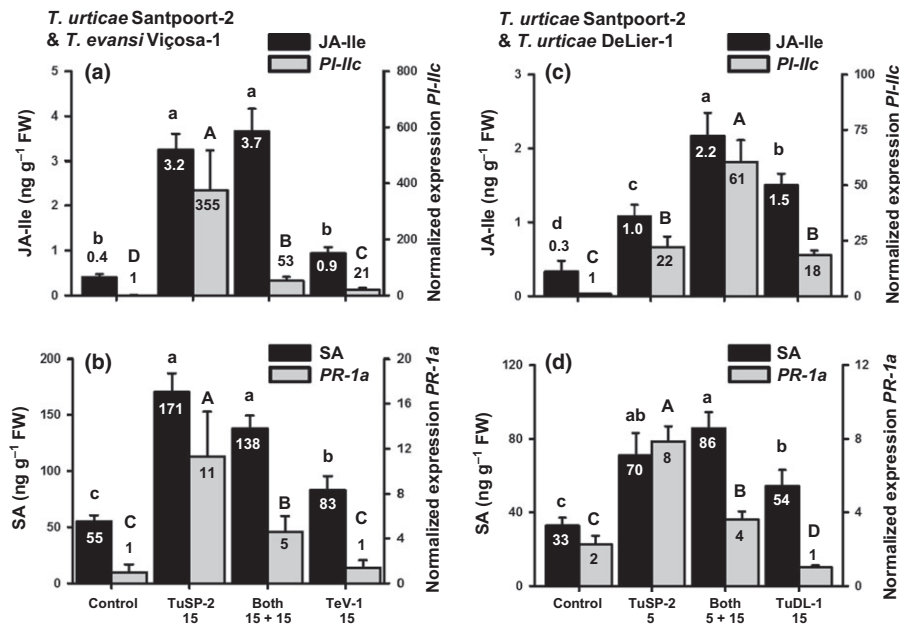 T. urticae Santpoort-2
& T. evansi Viçosa-1
JA-Ile
PI-IIc
(a)
JA-Ile (ng g⁻¹ FW)
5
4
3
2
1
0
b
0.4
D
1
a
3.2
A
355
a
3.7
B
53
b
0.9
C
21
800
600
400
200
0
Normalized expression PI-IIc
SA
PR-1a
(b)
SA (ng g⁻¹ FW)
200
150
100
50
0
c
55
C
1
a
171
A
11
a
138
B
5
b
83
C
1
20
16
12
8
4
0
Normalized expression PR-1a
Control
TuSP-2
15
Both
15 + 15
TeV-1
15
T. urticae Santpoort-2
& T. urticae DeLier-1
JA-Ile
PI-IIc
(c)
JA-Ile (ng g⁻¹ FW)
3
2
1
0
d
0.3
C
1
c
1.0
B
22
a
2.2
A
61
b
1.5
B
18
100
75
50
25
0
Normalized expression PI-IIc
SA
PR-1a
(d)
SA (ng g⁻¹ FW)
120
80
40
0
c
33
C
2
ab
70
A
8
a
86
B
4
b
54
D
1
12
8
4
0
Normalized expression PR-1a
Control
TuSP-2
5
Both
5 + 15
TuDL-1
15